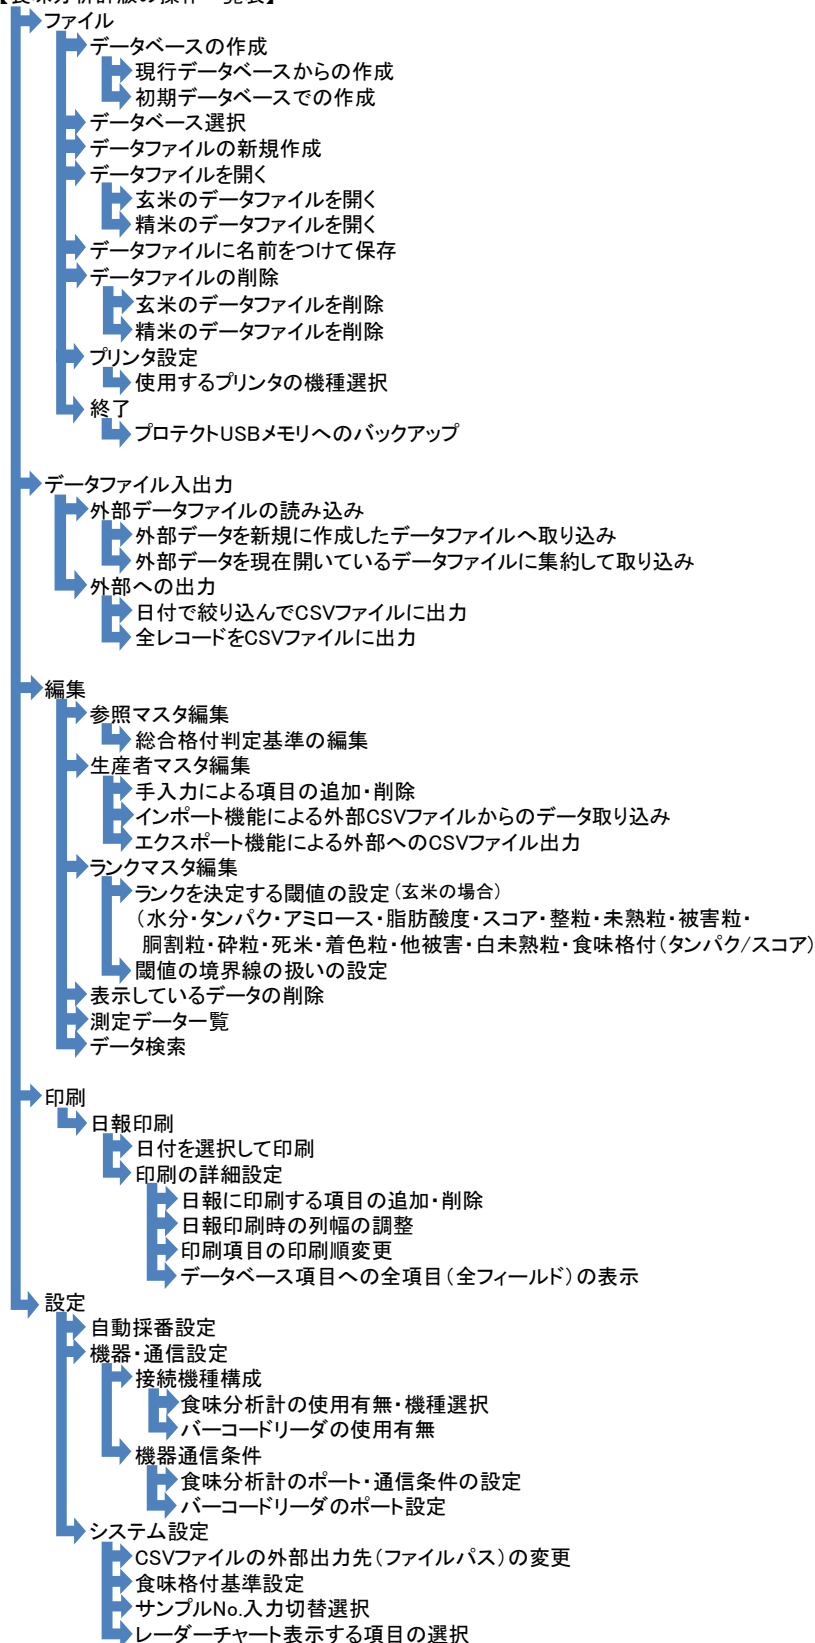 ファイル
データベースの作成
現行データベースからの作成
初期データベースでの作成
データベース選択
データファイルの新規作成
データファイルを開く
玄米のデータファイルを開く
精米のデータファイルを開く
データファイルに名前をつけて保存
データファイルの削除
玄米のデータファイルを削除
精米のデータファイルを削除
プリンタ設定
使用するプリンタの機種選択
終了
プロテクトUSBメモリへのバックアップ
データファイル入出力
外部データファイルの読み込み
外部データを新規に作成したデータファイルへ取り込み
外部データを現在開いているデータファイルに集約して取り込み
外部への出力
日付で絞り込んでCSVファイルに出力
全レコードをCSVファイルに出力
編集
参照マスタ編集
総合格付判定基準の編集
生産者マスタ編集
手入力による項目の追加・削除
インポート機能による外部CSVファイルからのデータ取り込み
エクスポート機能による外部へのCSVファイル出力
ランクマスタ編集
ランクを決定する閾値の設定(玄米の場合)
(水分・タンパク・アミロース・脂肪酸度・スコア・整粒・未熟粒・被害粒・
胴割粒・砕粒・死米・着色粒・他被害・白未熟粒・食味格付(タンパク/スコア)
閾値の境界線の扱いの設定
表示しているデータの削除
測定データ一覧
データ検索
印刷
日報印刷
日付を選択して印刷
印刷の詳細設定
日報に印刷する項目の追加・削除
日報印刷時の列幅の調整
印刷項目の印刷順変更
データベース項目への全項目(全フィールド)の表示
設定
自動採番設定
機器・通信設定
接続機種構成
食味分析計の使用有無・機種選択
バーコードリーダの使用有無
機器通信条件
食味分析計のポート・通信条件の設定
バーコードリーダのポート設定
システム設定
CSVファイルの外部出力先(ファイルパス)の変更
食味格付基準設定
サンプルNo.入力切替選択
レーダーチャート表示する項目の選択